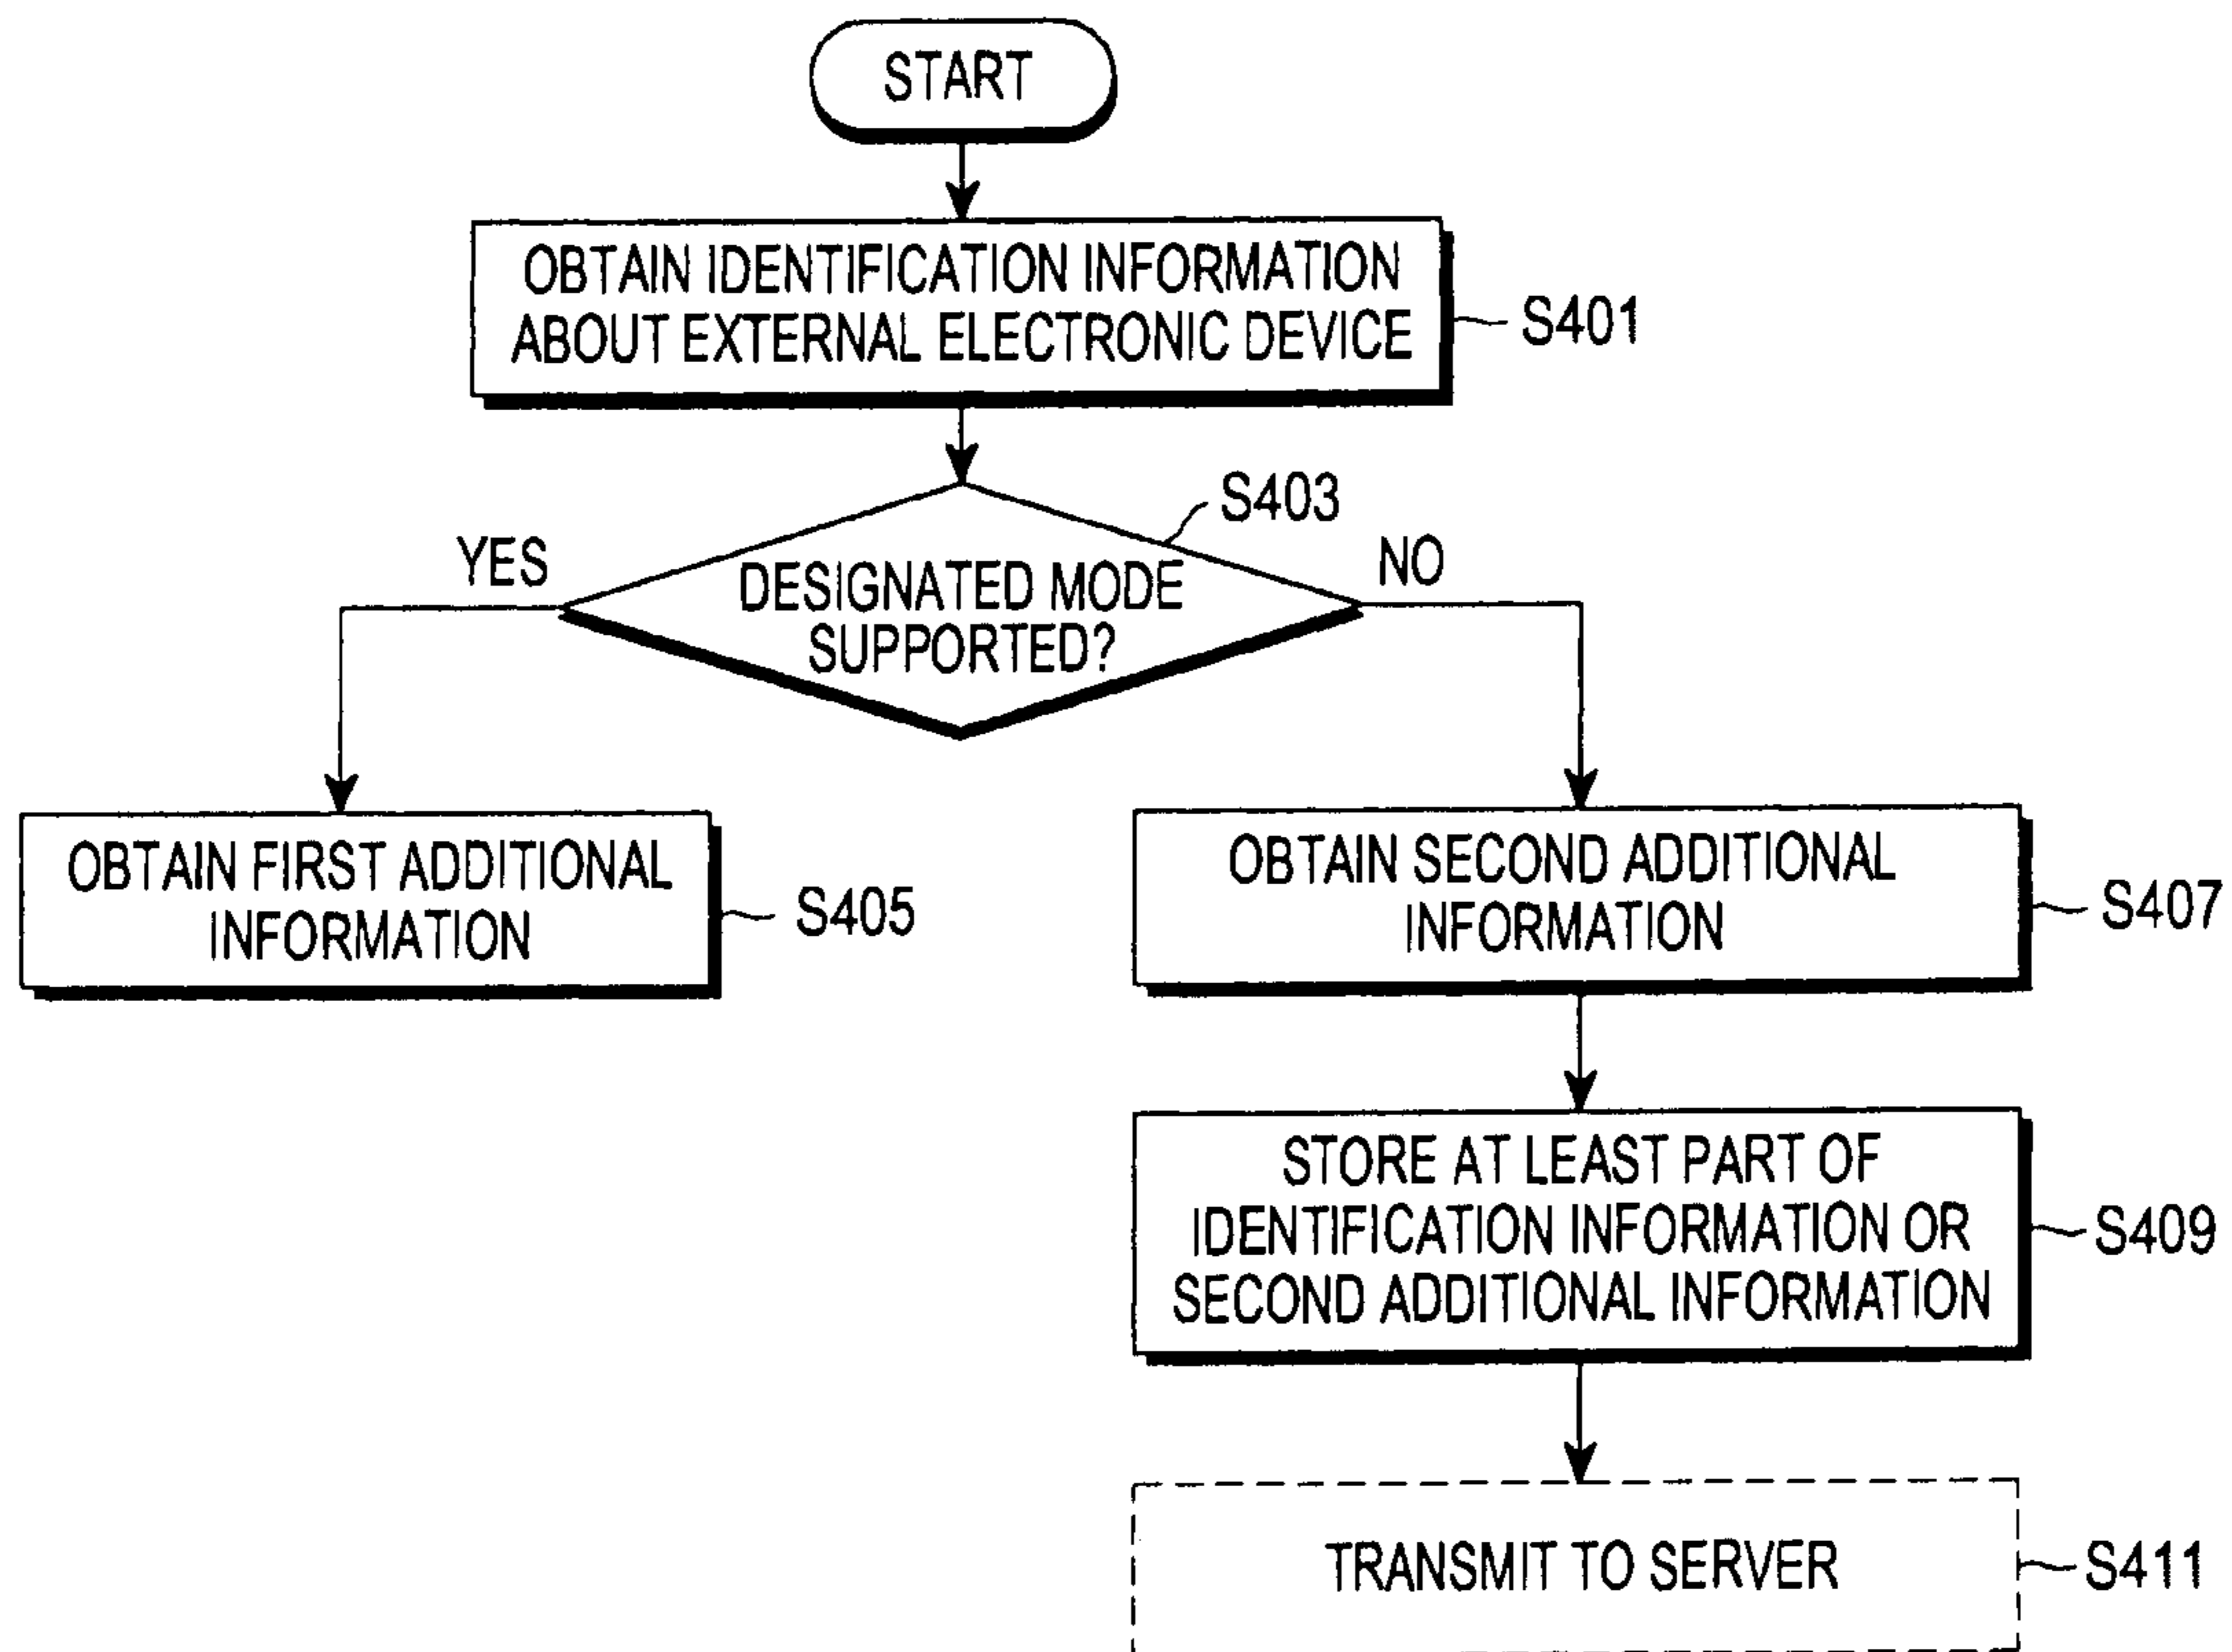 START
OBTAIN IDENTIFICATION INFORMATION
ABOUT EXTERNAL ELECTRONIC DEVICE
S401
S403
YES
NO
DESIGNATED MODE
SUPPORTED?
OBTAIN FIRST ADDITIONAL
INFORMATION
S405
OBTAIN SECOND ADDITIONAL
INFORMATION
S407
STORE AT LEAST PART OF
IDENTIFICATION INFORMATION OR
SECOND ADDITIONAL INFORMATION
S409
TRANSMIT TO SERVER
S411